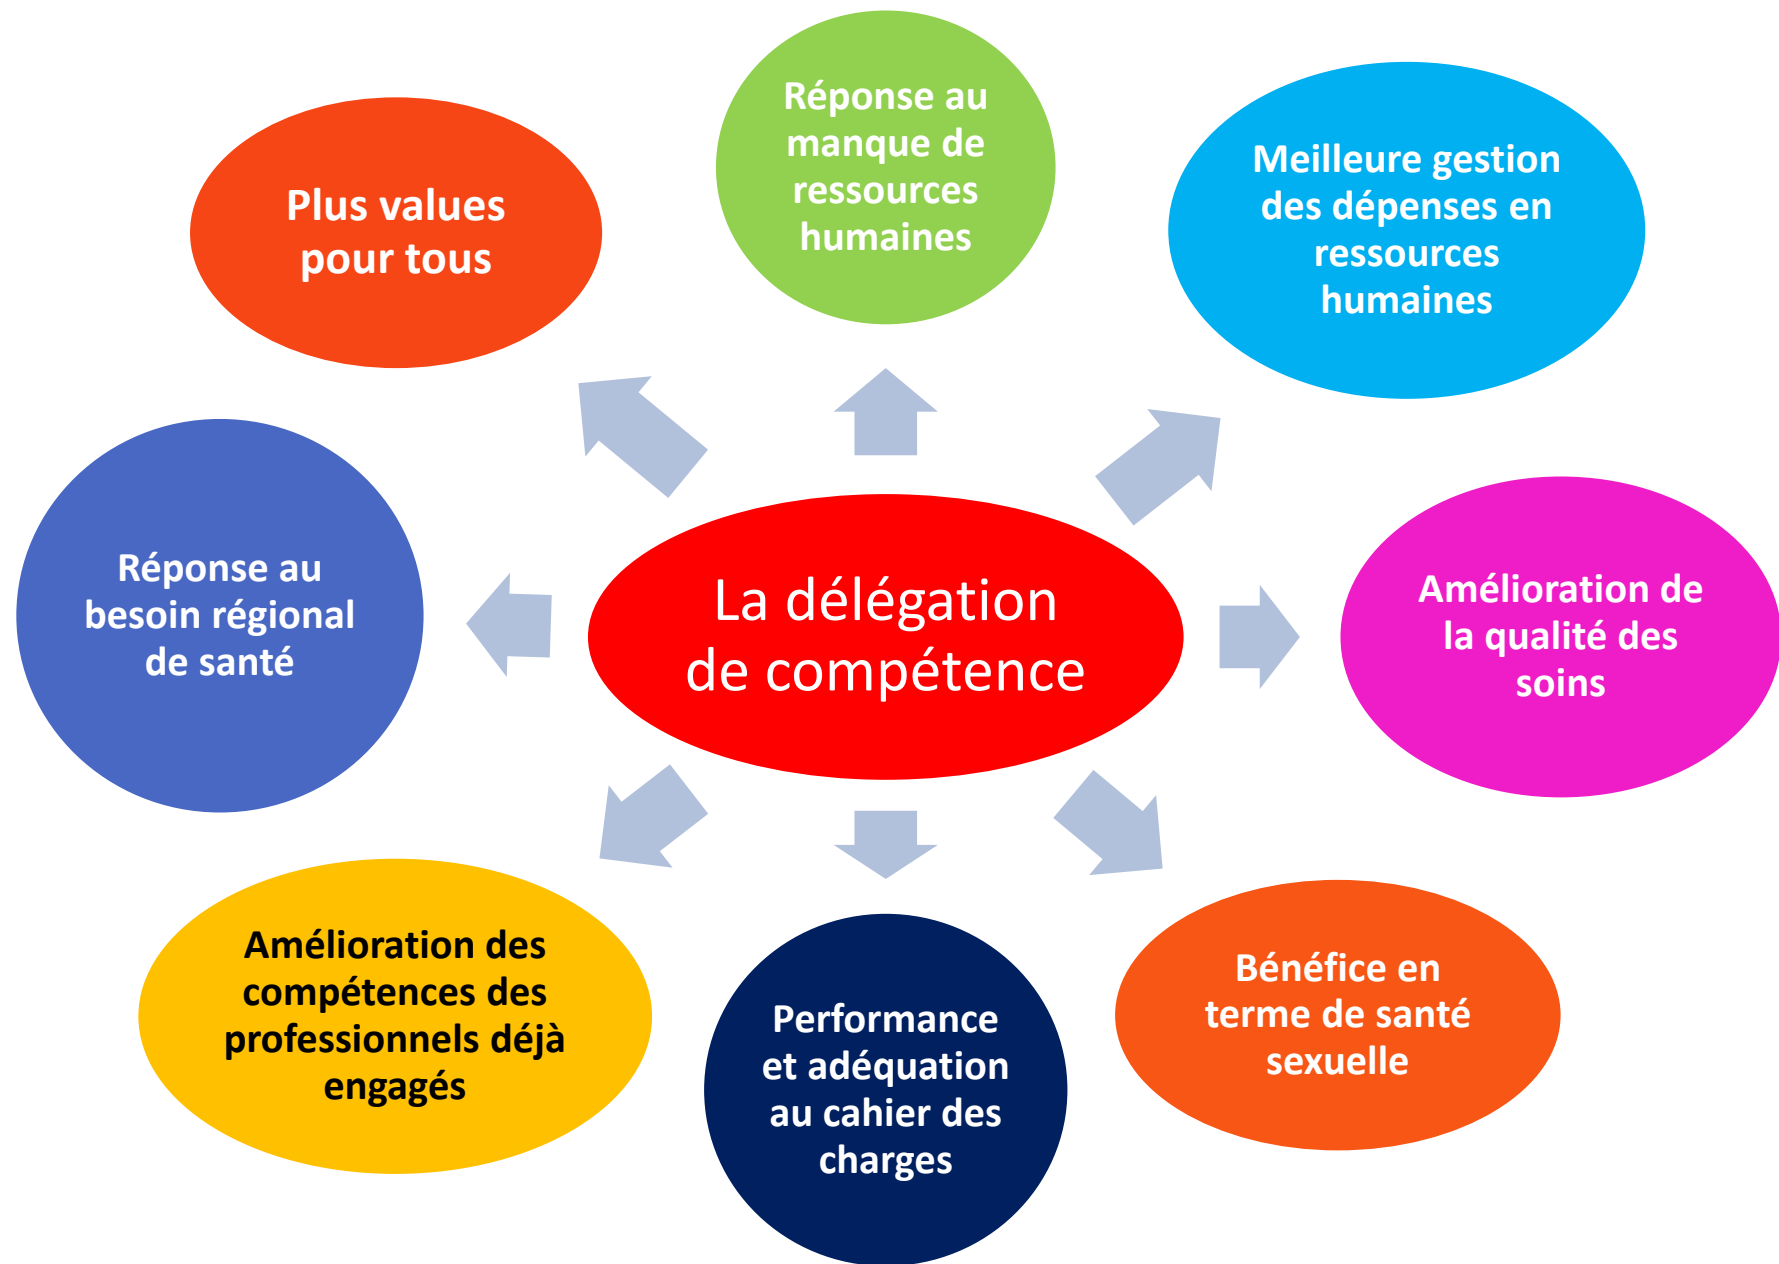 Réponse au
manque de
ressources
humaines
Meilleure gestion
des dépenses en
ressources
humaines
Plus values
pour tous
Réponse au
besoin régional
de santé
La délégation
de compétence
Amélioration de
la qualité des
soins
Amélioration des
compétences des
professionnels déjà
engagés
Performance
et adéquation
au cahier des
charges
Bénéfice en
terme de santé
sexuelle